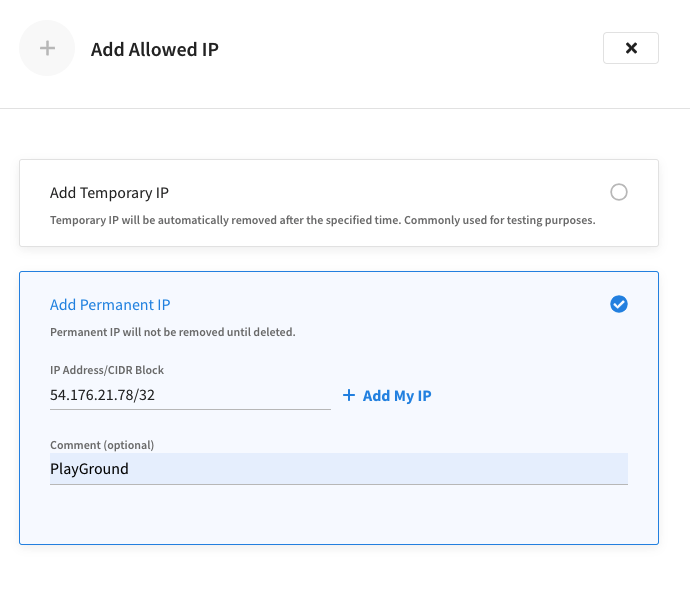 Add Allowed IP
Add Temporary IP
Temporary IP will be automatically removed after the specified time. Commonly used for testing purposes.
Add Permanent IP
Permanent IP will not be removed until deleted.
IP Address/CIDR Block
54.176.21.78/32
+ Add My IP
Comment (optional)
PlayGround